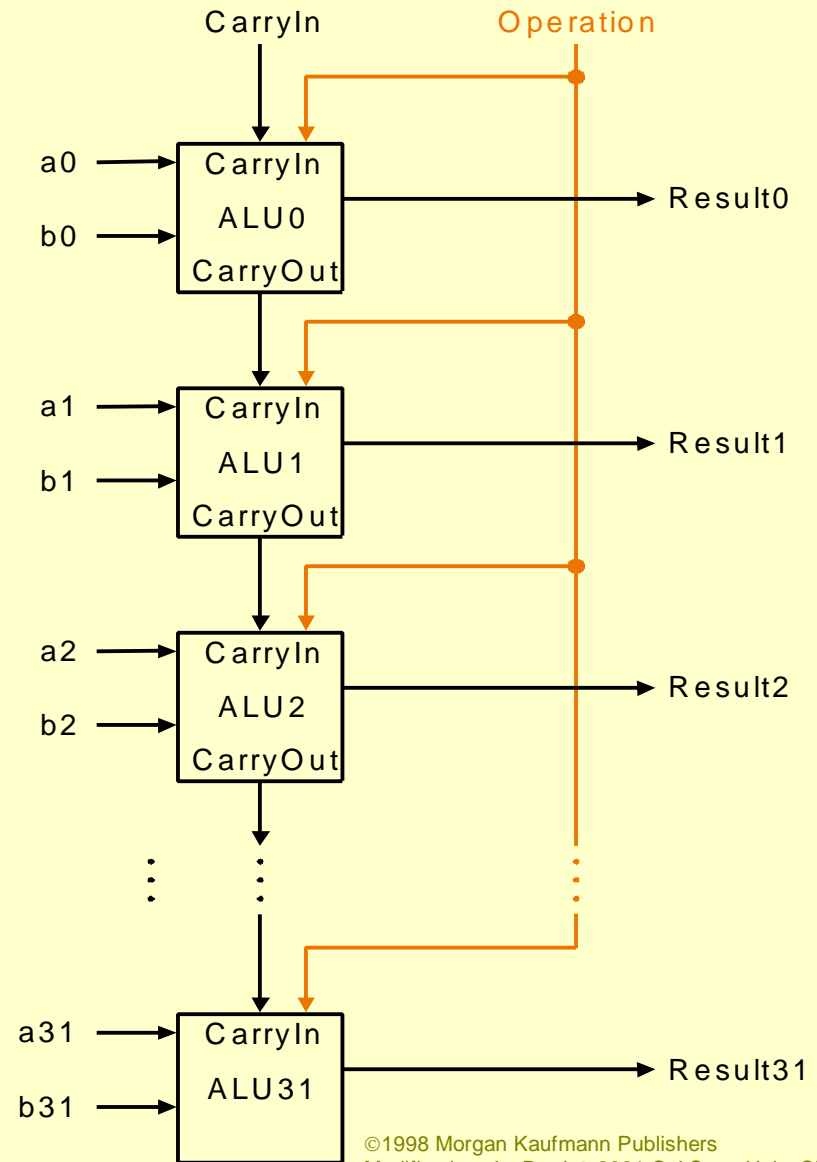 CarryIn Operation
a0 CarryIn
ALU0 Result0
b0
CarryOut
a1 CarryIn
ALU1 Result1
b1
CarryOut
a2 CarryIn
ALU2 Result2
b2
CarryOut
a31 CarryIn
ALU31 Result31
b31
©1998 Morgan Kaufmann Publishers